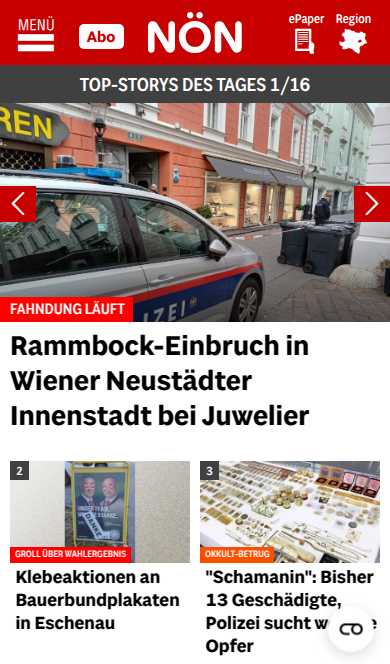 MENÜ
Abo
NÖN
ePaper
Region
TOP-STORYS DES TAGES 1/16
REN
POLIZEI
FAHNDUNG LÄUFT
Rammbock-Einbruch in
Wiener Neustädter
Innenstadt bei Juwelier
2
GROLL ÜBER WAHLERGEBNIS
Klebeaktionen an
Bauerbundplakaten
in Eschenau
3
OKKULT-BETRUG
"Schamanin": Bisher
13 Geschädigte,
Polizei sucht
Opfer